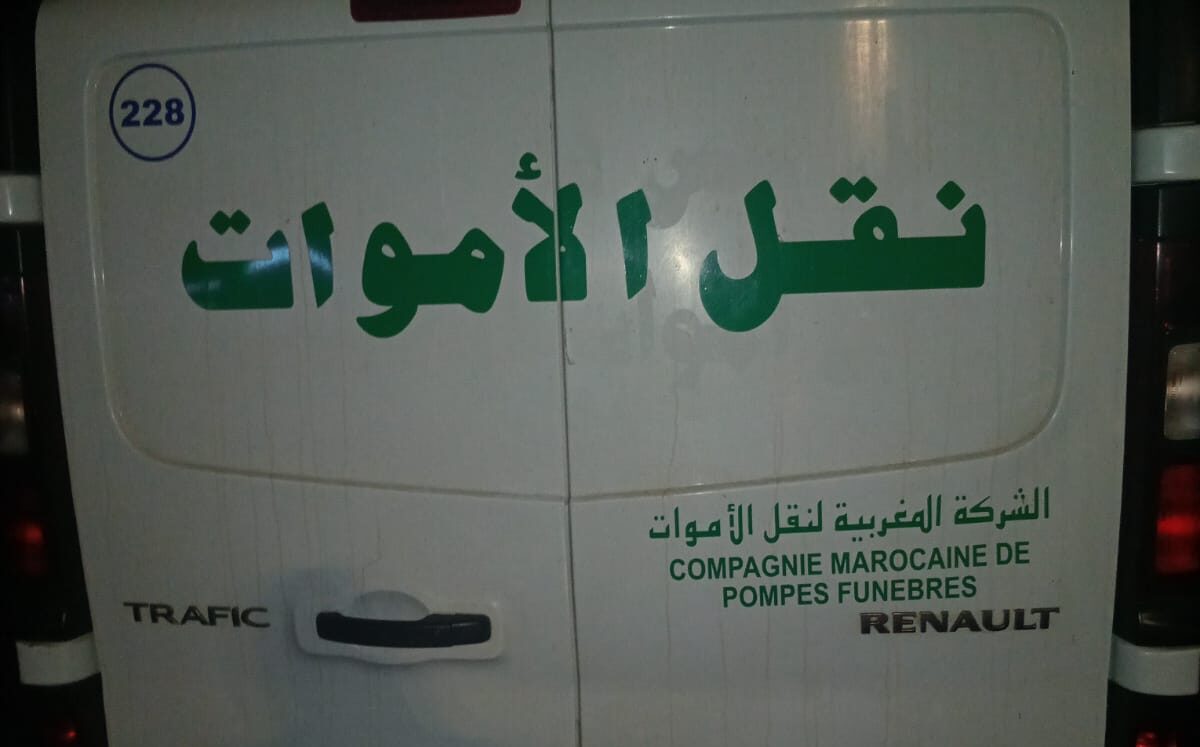 228
نقل الأموات
الشركة المغربية لنقل الأموات
COMPAGNIE MAROCAINE DE
POMPES FUNEBRES
TRAFIC
RENAULT